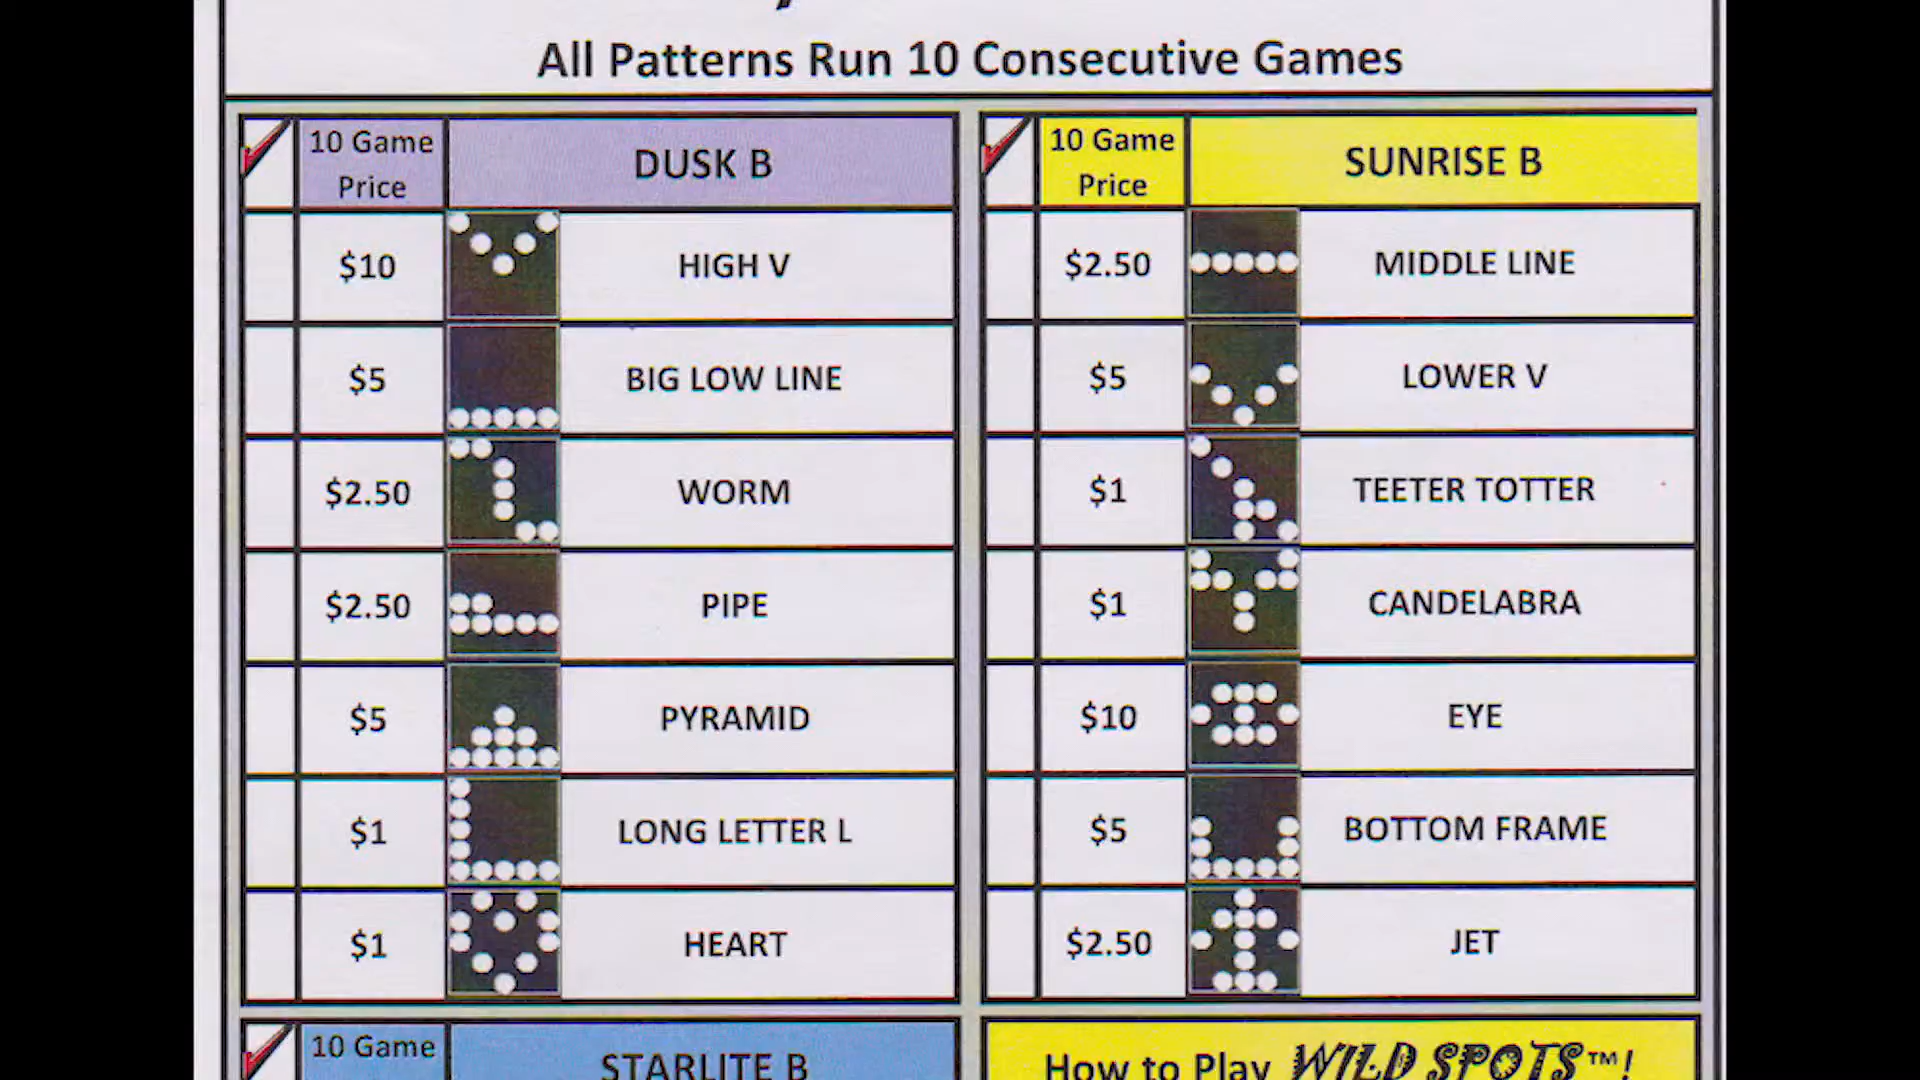 All Patterns Run 10 Consecutive Games
10 Game
Price
DUSK B
$10
HIGH V
$5
BIG LOW LINE
$2.50
WORM
$2.50
PIPE
$5
PYRAMID
$1
LONG LETTER L
$1
HEART
10 Game
Price
SUNRISE B
$2.50
MIDDLE LINE
$5
LOWER V
$1
TEETER TOTTER
$1
CANDELABRA
$10
EYE
$5
BOTTOM FRAME
$2.50
JET
10 Game
STARLITE B
How to Play WILD SPOTS™!